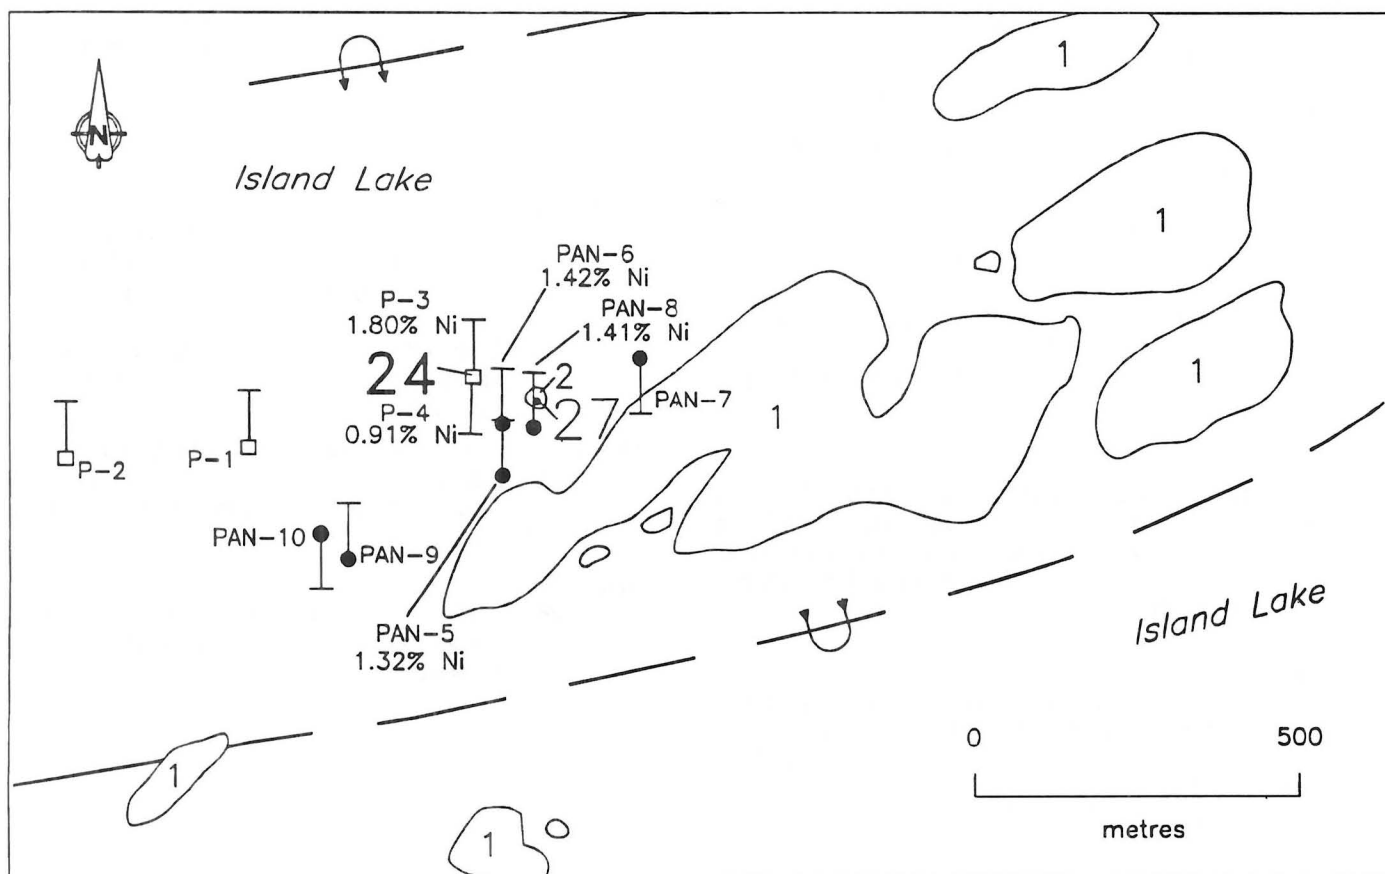 1
N
Island Lake
1
PAN-6
1.42% Ni
P-3
1.80% Ni
PAN-8
1.41% Ni
24
2
1
P-4
0.91% Ni
27
PAN-7
1
P-2
P-1
PAN-10
PAN-9
PAN-5
1.32% Ni
Island Lake
0 500
metres
1
1